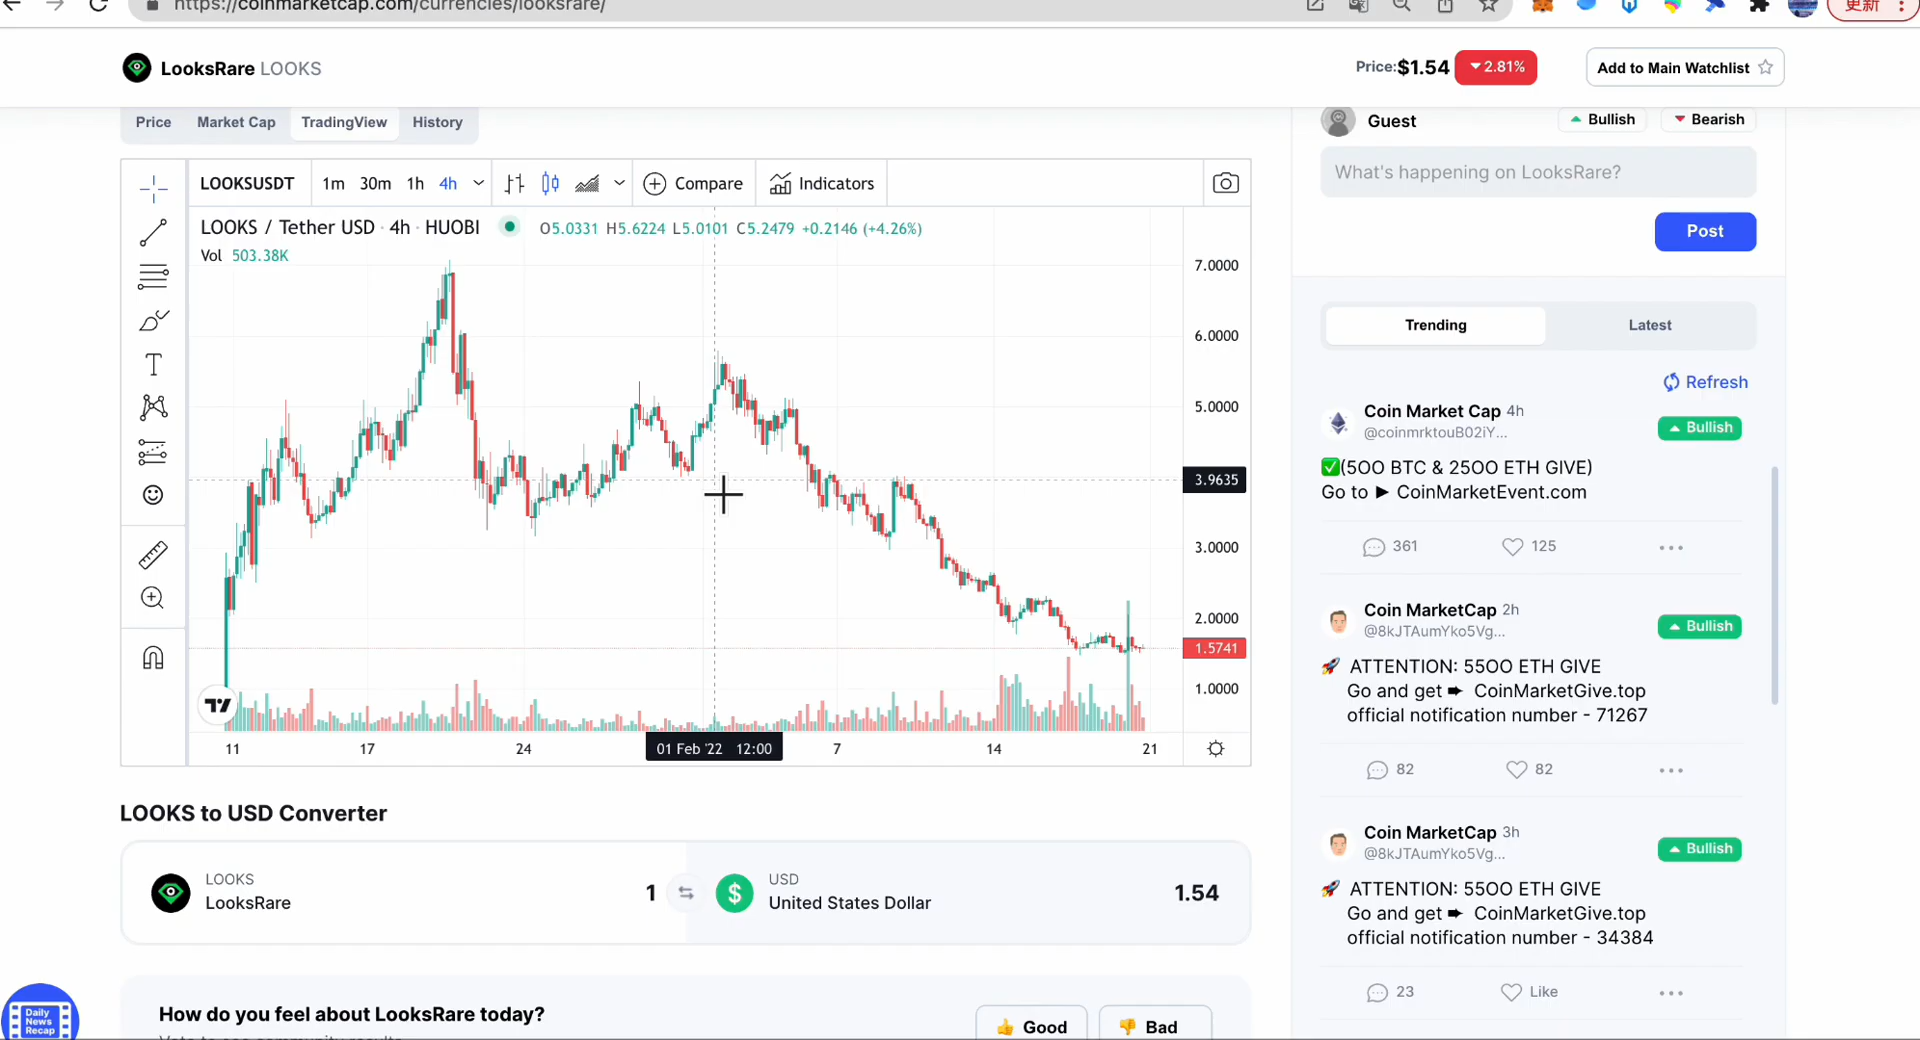 https://coinmarketcap.com/currencies/looksrare/
更新
LooksRare LOOKS
Price:$1.54
2.81%
Add to Main Watchlist
Price
Market Cap
TradingView
History
LOOKSUSDT
1m
30m
1h
4h
Compare
Indicators
LOOKS / Tether USD · 4h · HUOBI
O5.0331 H5.6224 L5.0101 C5.2479 +0.2146 (+4.26%)
Vol 503.38K
7.0000
6.0000
5.0000
3.9635
3.0000
2.0000
1.5741
1.0000
11
17
24
01 Feb '22 12:00
7
14
21
LOOKS to USD Converter
LOOKS
LooksRare
1
USD
United States Dollar
1.54
How do you feel about LooksRare today?
Good
Bad
Daily
News
Recap
Guest
Bullish
Bearish
What's happening on LooksRare?
Post
Trending
Latest
Refresh
Coin Market Cap 4h
@coinmrktouB02iY...
Bullish
✅(5OO BTC & 25OO ETH GIVE)
Go to ► CoinMarketEvent.com
361
125
Coin MarketCap 2h
@8kJTAumYko5Vg...
Bullish
🚀 ATTENTION: 55OO ETH GIVE
Go and get ➨ CoinMarketGive.top
official notification number - 71267
82
82
Coin MarketCap 3h
@8kJTAumYko5Vg...
Bullish
🚀 ATTENTION: 55OO ETH GIVE
Go and get ➨ CoinMarketGive.top
official notification number - 34384
23
Like